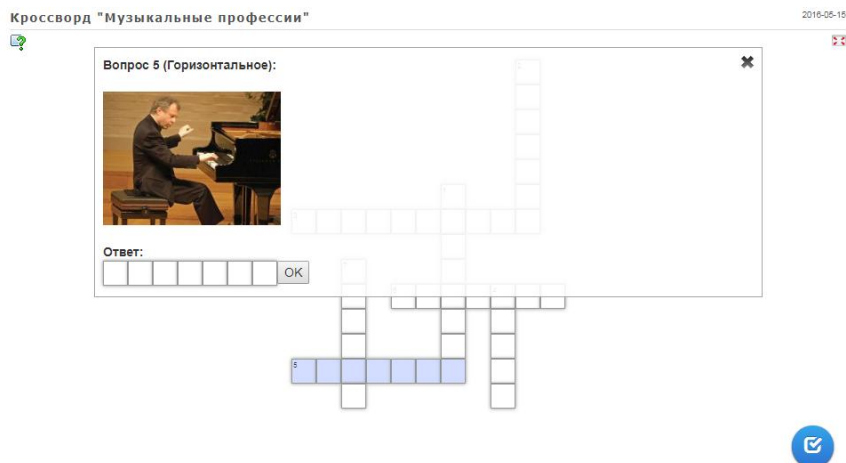 Кроссворд "Музыкальные профессии"
2016-05-15
Вопрос 5 (Горизонтальное):
Ответ:
OK
5